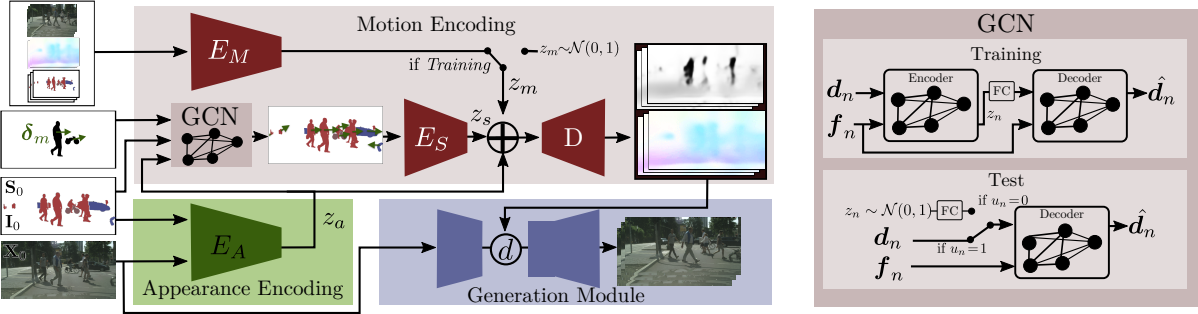 Motion Encoding
E_M
z_m∼𝒩(0,1)
if Training
z_m
δ_m
GCN
E_S
z_s
D
S_0
I_0
X_0
E_A
z_a
d
Appearance Encoding
Generation Module
GCN
Training
Encoder
Decoder
d_n
f_n
z_n
FC
d̂_n
Test
z_n ∼ 𝒩(0,1)
FC
if u_n=0
Decoder
d_n
if u_n=1
f_n
d̂_n